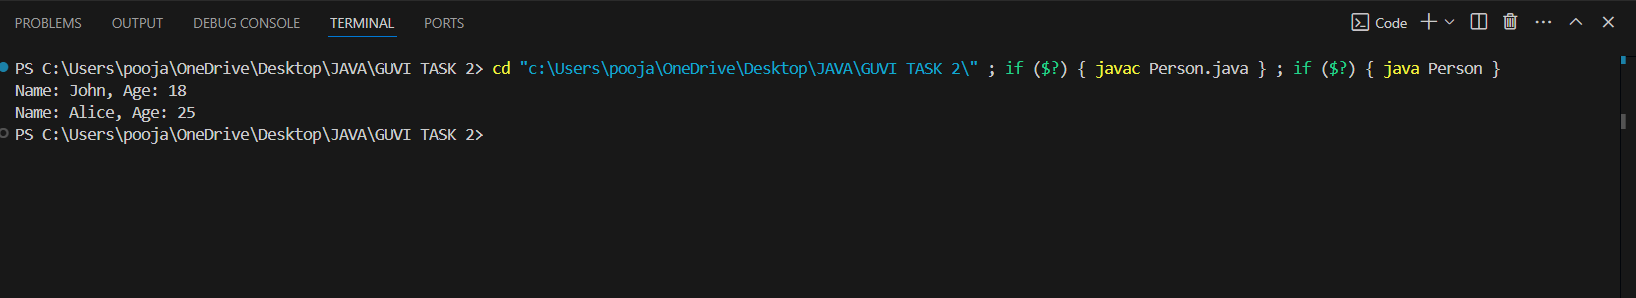 PROBLEMS OUTPUT DEBUG CONSOLE TERMINAL PORTS Code
PS C:\Users\pooja\OneDrive\Desktop\JAVA\GUVI TASK 2> cd "c:\Users\pooja\OneDrive\Desktop\JAVA\GUVI TASK 2\" ; if ($?) { javac Person.java } ; if ($?) { java Person }
Name: John, Age: 18
Name: Alice, Age: 25
PS C:\Users\pooja\OneDrive\Desktop\JAVA\GUVI TASK 2>